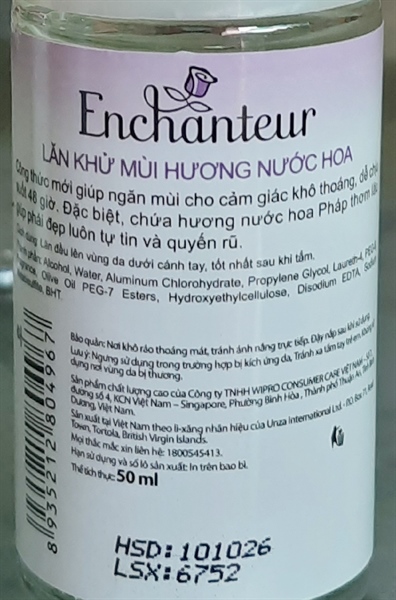 Enchanteur
LĂN KHỬ MÙI HƯƠNG NƯỚC HOA
Công thức mới giúp ngăn mùi cho cảm giác khô thoáng, dễ chịu
suốt 48 giờ. Đặc biệt, chứa hương nước hoa Pháp thơm lâu
giúp phái đẹp luôn tự tin và quyến rũ.
dụng: Lăn đều lên vùng da dưới cánh tay, tốt nhất sau khi tắm.
phần: Alcohol, Water, Aluminum Chlorohydrate, Propylene Glycol, Laureth-4,
Olive Oil PEG-7 Esters, Hydroxyethylcellulose, Disodium EDTA, Sodium
BHT.
Bảo quản: Nơi khô ráo thoáng mát, tránh ánh nắng trực tiếp. Đậy nắp sau khi sử dụng.
Lưu ý: Ngưng sử dụng trong trường hợp bị kích ứng da, Tránh xa tầm tay trẻ em. Không sử
dụng nơi vùng da bị thương.
Sản phẩm chất lượng cao của Công ty TNHH WIPRO CONSUMER CARE VIỆT NAM -
đường số 4, KCN Việt Nam – Singapore, Phường Bình Hòa, Thành phố Thuận An,
Dương, Việt Nam.
Sản xuất tại Việt Nam theo li-xăng nhãn hiệu của Unza International Ltd - P.O. Box 71,
Town, Tortola, British Virgin Islands.
Mọi thắc mắc xin liên hệ: 1800545413.
Hạn sử dụng và số lô sản xuất: In trên bao bì.
Thể tích thực: 50 ml
8 935212 804967
HSD:101026
LSX:6752